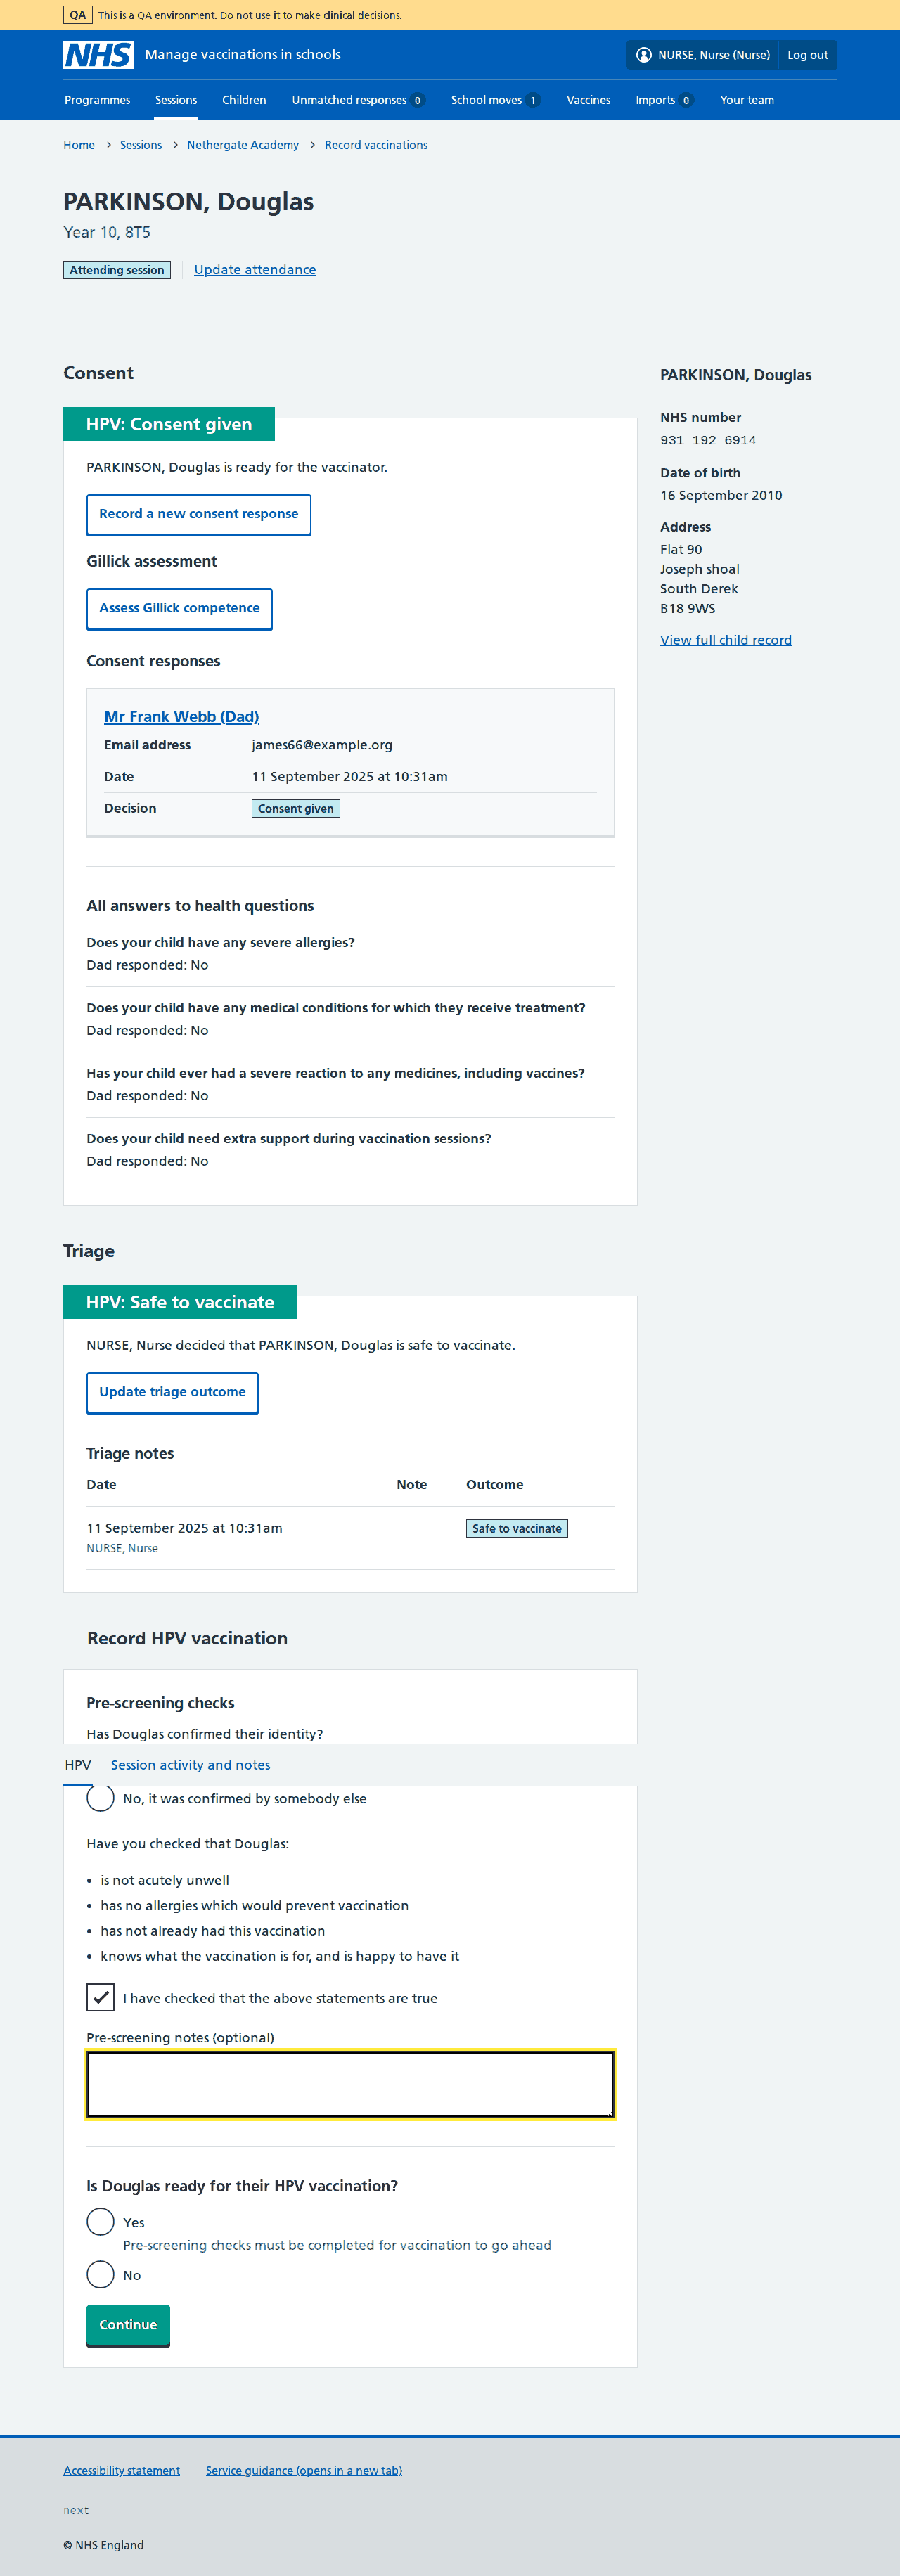 QA This is a QA environment. Do not use it to make clinical decisions.
NHS Manage vaccinations in schools NURSE, Nurse (Nurse) Log out
Programmes Sessions Children Unmatched responses 0 School moves 1 Vaccines Imports 0 Your team
Home › Sessions › Nethergate Academy › Record vaccinations
PARKINSON, Douglas
Year 10, 8T5
Attending session Update attendance
Consent
HPV: Consent given
PARKINSON, Douglas is ready for the vaccinator.
Record a new consent response
Gillick assessment
Assess Gillick competence
Consent responses
Mr Frank Webb (Dad)
Email address james66@example.org
Date 11 September 2025 at 10:31am
Decision Consent given
All answers to health questions
Does your child have any severe allergies?
Dad responded: No
Does your child have any medical conditions for which they receive treatment?
Dad responded: No
Has your child ever had a severe reaction to any medicines, including vaccines?
Dad responded: No
Does your child need extra support during vaccination sessions?
Dad responded: No
PARKINSON, Douglas
NHS number
931 192 6914
Date of birth
16 September 2010
Address
Flat 90
Joseph shoal
South Derek
B18 9WS
View full child record
Triage
HPV: Safe to vaccinate
NURSE, Nurse decided that PARKINSON, Douglas is safe to vaccinate.
Update triage outcome
Triage notes
Date Note Outcome
11 September 2025 at 10:31am Safe to vaccinate
NURSE, Nurse
Record HPV vaccination
Pre-screening checks
Has Douglas confirmed their identity?
HPV Session activity and notes
No, it was confirmed by somebody else
Have you checked that Douglas:
• is not acutely unwell
• has no allergies which would prevent vaccination
• has not already had this vaccination
• knows what the vaccination is for, and is happy to have it
I have checked that the above statements are true
Pre-screening notes (optional)
Is Douglas ready for their HPV vaccination?
Yes
Pre-screening checks must be completed for vaccination to go ahead
No
Continue
Accessibility statement Service guidance (opens in a new tab)
next
© NHS England